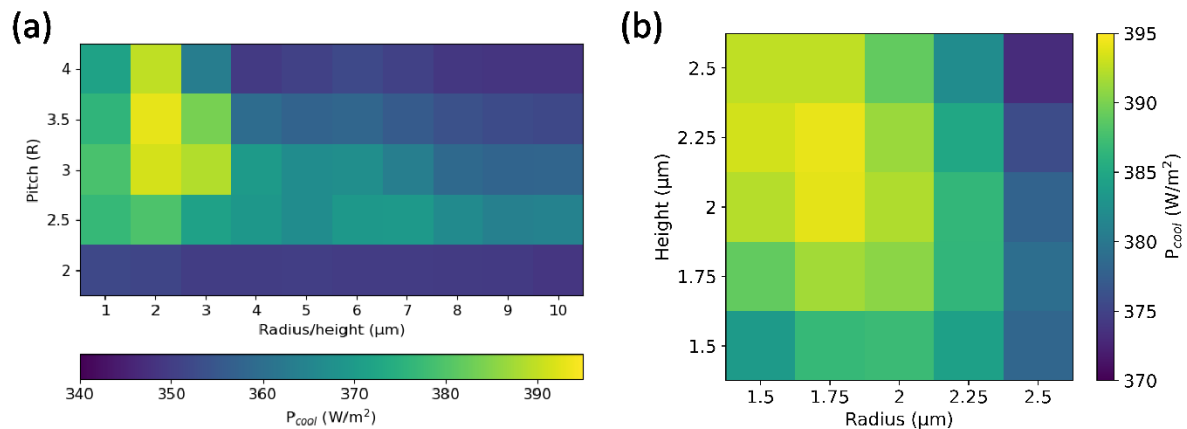 (a)
Pitch (R)
4
3.5
3
2.5
2
1 2 3 4 5 6 7 8 9 10
Radius/height (µm)
340 350 360 370 380 390
P_cool (W/m²)
(b)
Height (µm)
2.5
2.25
2
1.75
1.5
1.5 1.75 2 2.25 2.5
Radius (µm)
395
390
385
380
375
370
P_cool (W/m²)